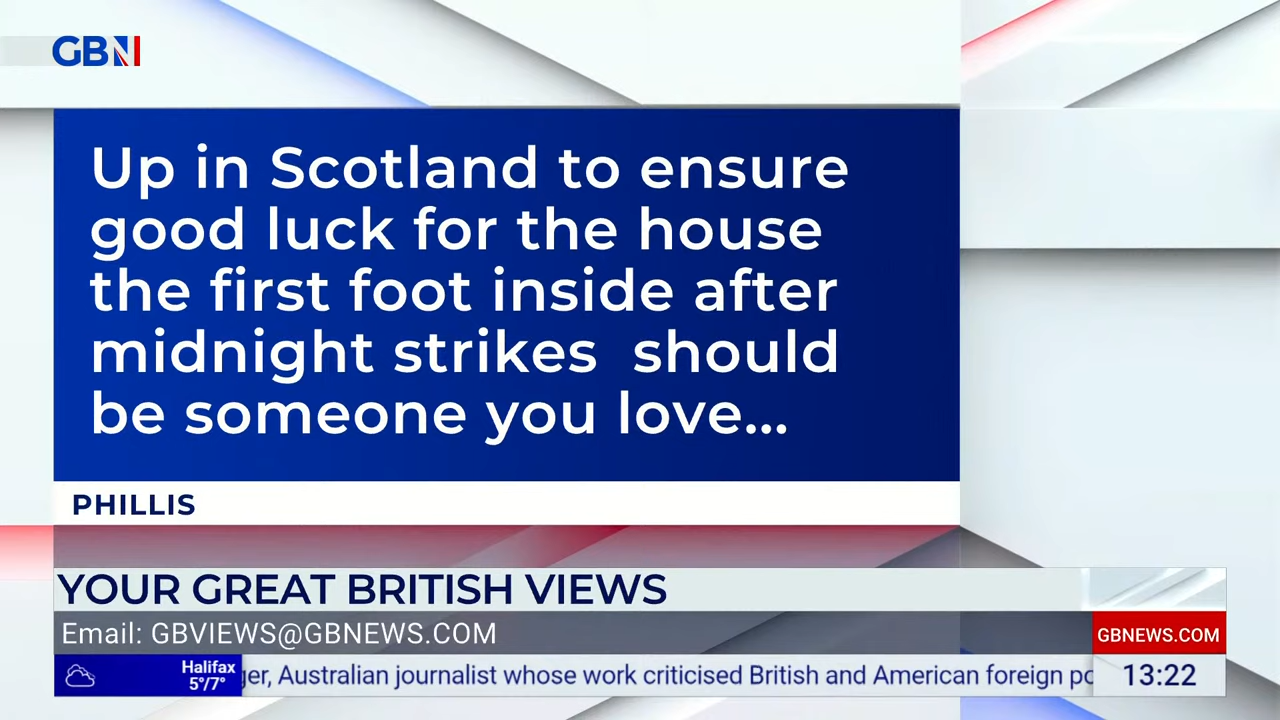 GBN
Up in Scotland to ensure
good luck for the house
the first foot inside after
midnight strikes  should
be someone you love...
PHILLIS
YOUR GREAT BRITISH VIEWS
Email: GBVIEWS@GBNEWS.COM
GBNEWS.COM
Halifax
5°/7°
Australian journalist whose work criticised British and American foreign
13:22